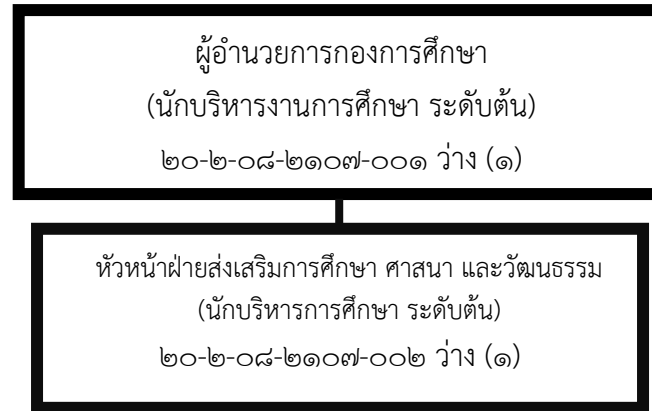 ผู้อำนวยการกองการศึกษา
(นักบริหารงานการศึกษา ระดับต้น)
๒๐-๒-๐๘-๒๑๐๗-๐๐๑ ว่าง (๑)
หัวหน้าฝ่ายส่งเสริมการศึกษา ศาสนา และวัฒนธรรม
(นักบริหารการศึกษา ระดับต้น)
๒๐-๒-๐๘-๒๑๐๗-๐๐๒ ว่าง (๑)